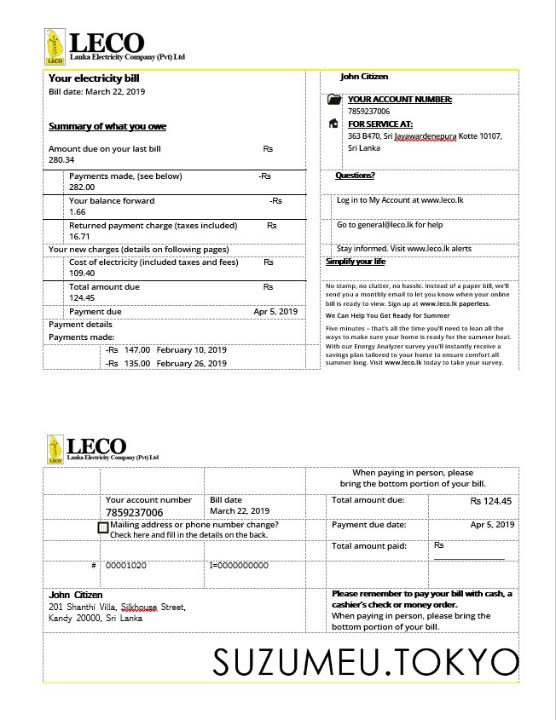 LECO
Lanka Electricity Company (Pvt) Ltd
Your electricity bill
Bill date: March 22, 2019
Summary of what you owe
Amount due on your last bill Rs
280.34
Payments made, (see below) -Rs
282.00
Your balance forward -Rs
1.66
Returned payment charge (taxes included) Rs
16.71
Your new charges (details on following pages)
Cost of electricity (included taxes and fees) Rs
109.40
Total amount due Rs
124.45
Payment due Apr 5, 2019
Payment details
Payments made:
-Rs 147.00 February 10, 2019
-Rs 135.00 February 26, 2019
John Citizen
YOUR ACCOUNT NUMBER:
7859237006
FOR SERVICE AT:
363 B470, Sri Jayawardenepura Kotte 10107,
Sri Lanka
Questions?
Log in to My Account at www.leco.lk
Go to general@leco.lk for help
Stay informed. Visit www.leco.lk alerts
Simplify your life
No stamp, no clutter, no hassle. Instead of a paper bill, we'll
send you a monthly email to let you know when your online
bill is ready to view. Sign up at www.leco.lk paperless.
We Can Help You Get Ready for Summer
Five minutes – that's all the time you'll need to lean all the
ways to make sure your home is ready for the summer heat.
With our Energy Analyzer survey you'll instantly receive a
savings plan tailored to your home to ensure comfort all
summer long. Visit www.leco.lk today to take your survey.
LECO
Lanka Electricity Company (Pvt) Ltd
When paying in person, please
bring the bottom portion of your bill.
Your account number Bill date
7859237006 March 22, 2019
Mailing address or phone number change?
Check here and fill in the details on the back.
# 00001020 I=0000000000
Total amount due: Rs 124.45
Payment due date: Apr 5, 2019
Total amount paid: Rs
John Citizen
201 Shanthi Villa, Silkhouse Street,
Kandy 20000, Sri Lanka
Please remember to pay your bill with cash, a
cashier's check or money order.
When paying in person, please bring the
bottom portion of your bill.
SUZUMEU.TOKYO